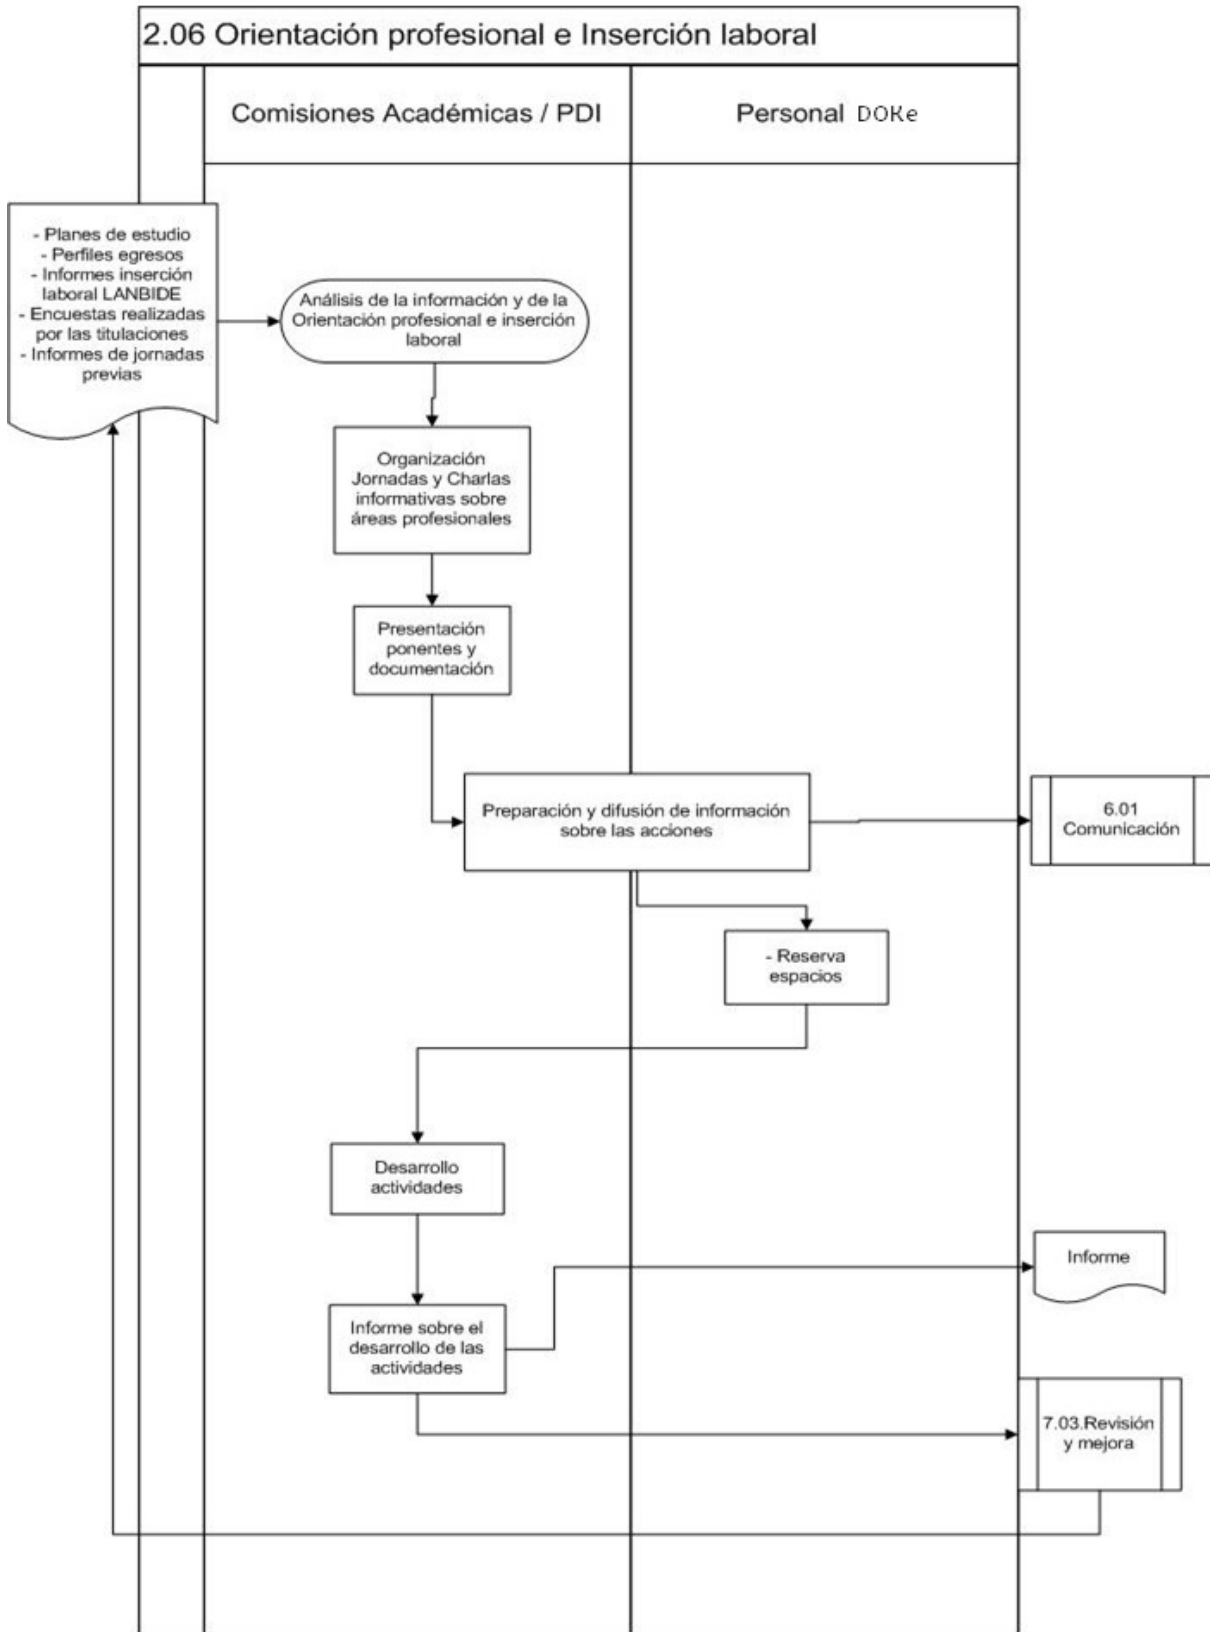 2.06 Orientación profesional e Inserción laboral
Comisiones Académicas / PDI
Personal DOKe
- Planes de estudio
- Perfiles egresos
- Informes inserción
laboral LANBIDE
- Encuestas realizadas
por las titulaciones
- Informes de jornadas
previas
Análisis de la información y de la
Orientación profesional e inserción
laboral
Organización
Jornadas y Charlas
informativas sobre
áreas profesionales
Presentación
ponentes y
documentación
Preparación y difusión de información
sobre las acciones
6.01
Comunicación
- Reserva
espacios
Desarrollo
actividades
Informe
Informe sobre el
desarrollo de las
actividades
7.03.Revisión
y mejora